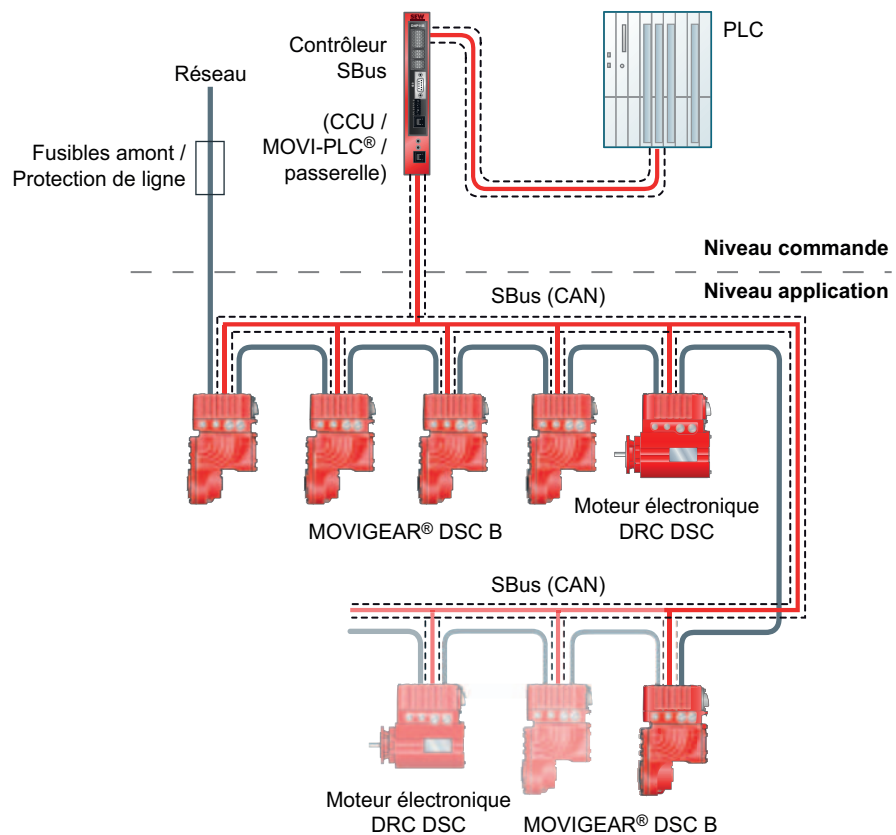 Contrôleur
SBus
(CCU /
MOVI-PLC® /
passerelle)
PLC
Réseau
Fusibles amont /
Protection de ligne
SEW
Niveau commande
Niveau application
SBus (CAN)
MOVIGEAR® DSC B
Moteur électronique
DRC DSC
SBus (CAN)
Moteur électronique
DRC DSC
MOVIGEAR® DSC B